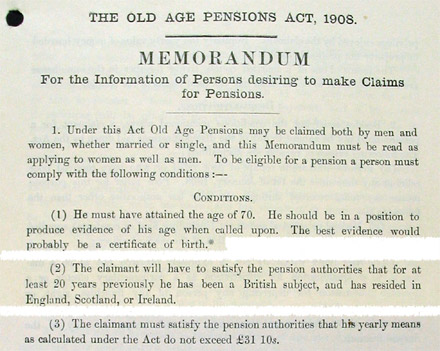 THE OLD AGE PENSIONS ACT, 1908.
MEMORANDUM
For the Information of Persons desiring to make Claims
for Pensions.
1. Under this Act Old Age Pensions may be claimed both by men and
women, whether married or single, and this Memorandum must be read as
applying to women as well as men. To be eligible for a pension a person must
comply with the following conditions :—
CONDITIONS.
(1) He must have attained the age of 70. He should be in a position to
produce evidence of his age when called upon. The best evidence would
probably be a certificate of birth.*
(2) The claimant will have to satisfy the pension authorities that for at
least 20 years previously he has been a British subject, and has resided in
England, Scotland, or Ireland.
(3) The claimant must satisfy the pension authorities that his yearly means
as calculated under the Act do not exceed £31 10s.